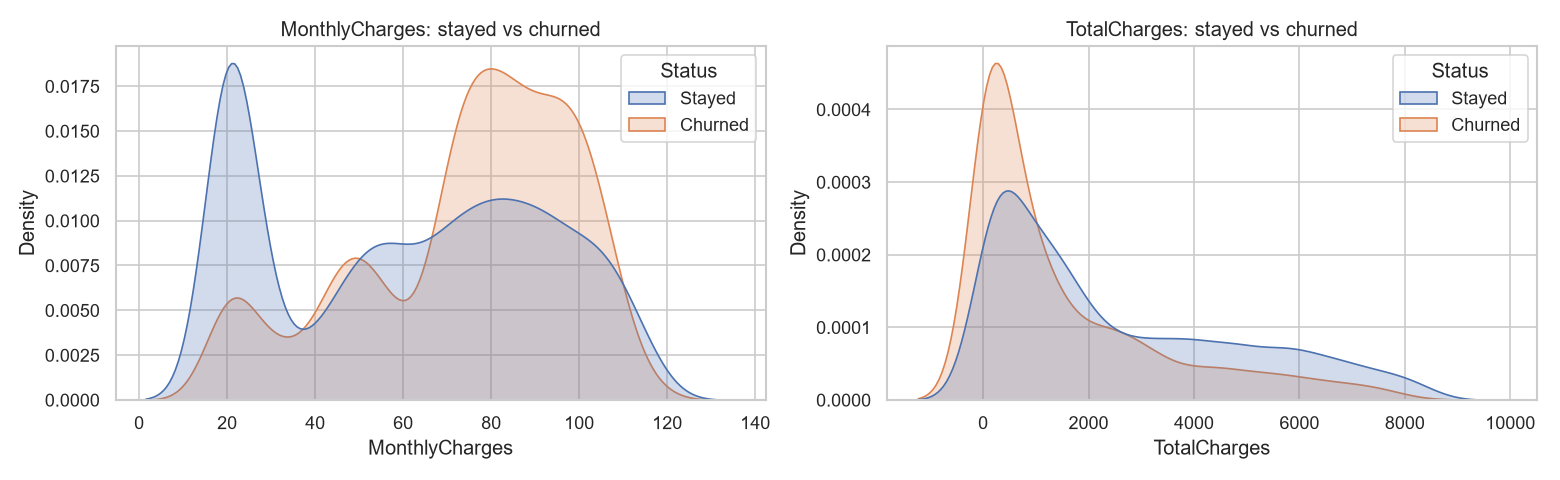 MonthlyCharges: stayed vs churned
Status
Stayed
Churned
0.0175
0.0150
0.0125
0.0100
0.0075
0.0050
0.0025
0.0000
Density
0 20 40 60 80 100 120 140
MonthlyCharges
TotalCharges: stayed vs churned
Status
Stayed
Churned
0.0004
0.0003
0.0002
0.0001
0.0000
Density
0 2000 4000 6000 8000 10000
TotalCharges